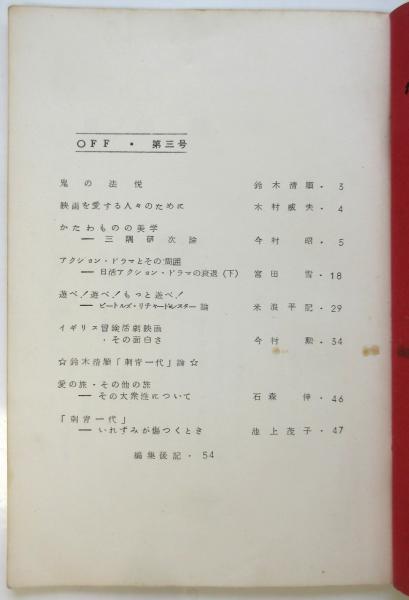 OFF・第三号
鬼の法悦 鈴木清順・3
映画を愛する人々のために 木村威夫・4
かたわものの美学
― 三隅研次論 今村 昭・5
アクション・ドラマとその周囲
― 日活アクション・ドラマの衰退(下) 宮田 雪・18
遊べ!遊べ!もっと遊べ!
― ビートルズ・リチャードレスター論 米浜平記・29
イギリス冒険活劇映画
・その面白さ 今村 勲・34
☆鈴木清順「刺青一代」論☆
愛の旅・その他の旅
― その大衆性について 石森 伸・46
「刺青一代」
― いれずみが傷つくとき 池上茂子・47
編集後記・54